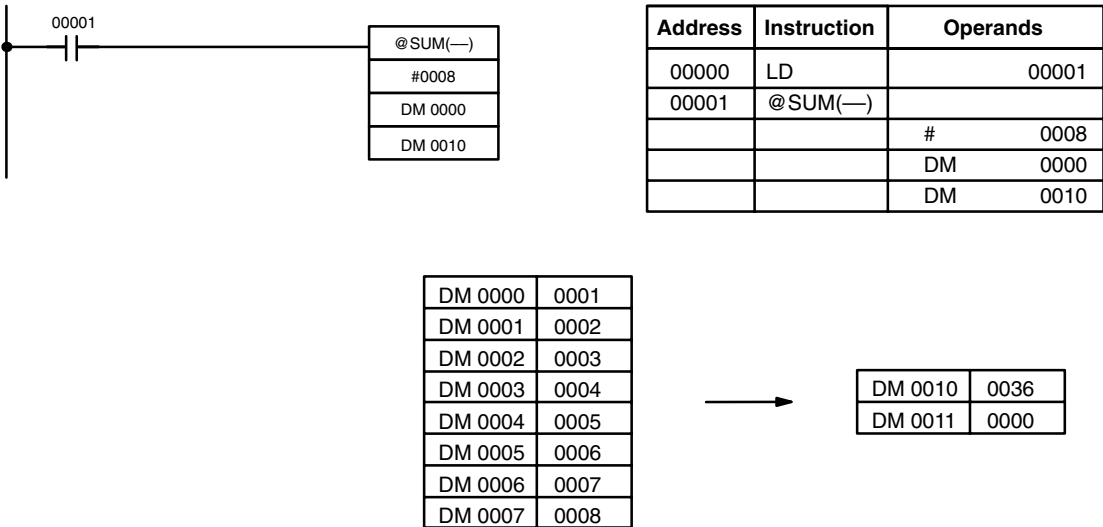 00001
@SUM(—)
#0008
DM 0000
DM 0010
Address Instruction Operands
00000 LD 00001
00001 @SUM(—)
# 0008
DM 0000
DM 0010
DM 0000 0001
DM 0001 0002
DM 0002 0003
DM 0003 0004
DM 0004 0005
DM 0005 0006
DM 0006 0007
DM 0007 0008
DM 0010 0036
DM 0011 0000